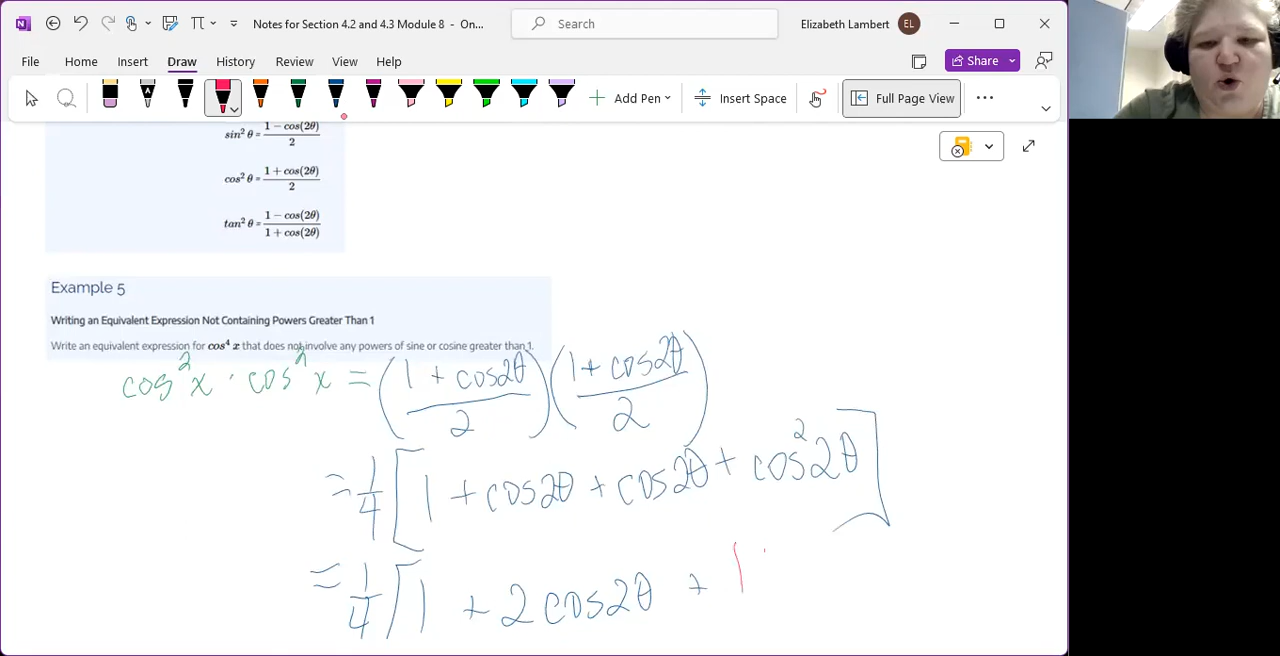 Notes for Section 4.2 and 4.3 Module 8 - On...
Search
Elizabeth Lambert
EL
File Home Insert Draw History Review View Help
Share
Add Pen
Insert Space
Full Page View
sin² θ = (1 − cos(2θ))/2
cos² θ = (1 + cos(2θ))/2
tan² θ = (1 − cos(2θ))/(1 + cos(2θ))
Example 5
Writing an Equivalent Expression Not Containing Powers Greater Than 1
Write an equivalent expression for cos⁴ x that does not involve any powers of sine or cosine greater than 1.
cos²x · cos²x = ((1 + cos2θ)/2)((1 + cos2θ)/2)
= 1/4 [1 + cos2θ + cos2θ + cos²2θ]
= 1/4 [1 + 2cos2θ + 1